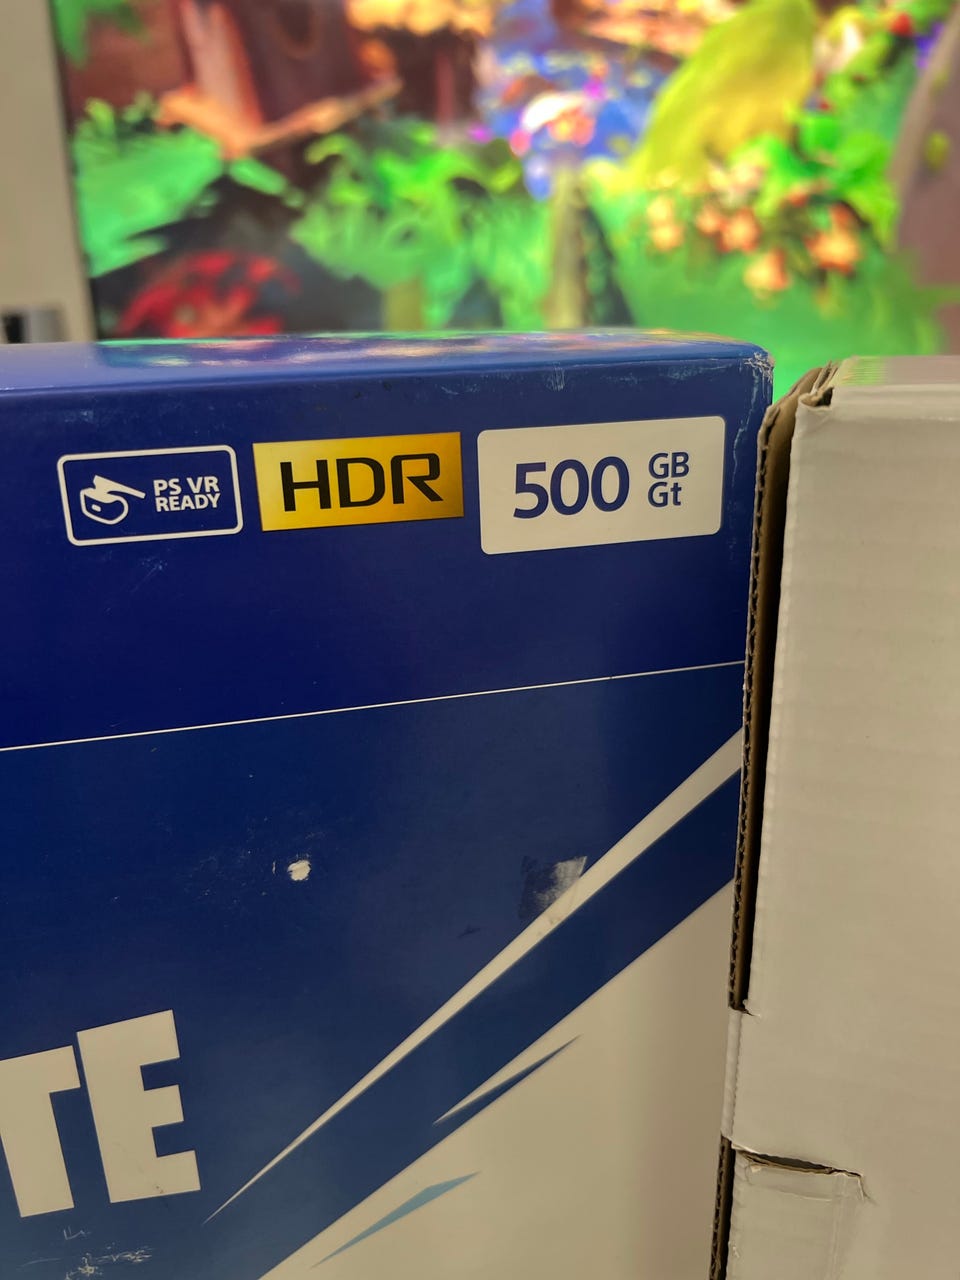 PS VR
READY
HDR
500 GB
Gt
TE